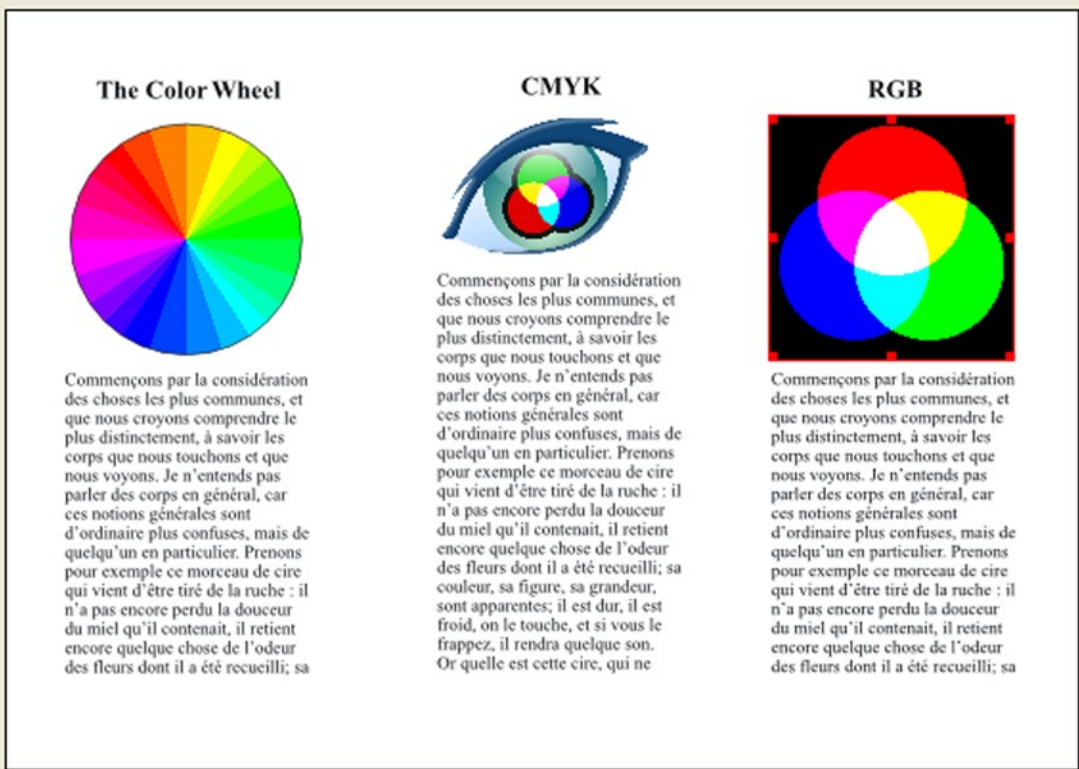 The Color Wheel
Commençons par la considération
des choses les plus communes, et
que nous croyons comprendre le
plus distinctement, à savoir les
corps que nous touchons et que
nous voyons. Je n’entends pas
parler des corps en général, car
ces notions générales sont
d’ordinaire plus confuses, mais de
quelqu’un en particulier. Prenons
pour exemple ce morceau de cire
qui vient d’être tiré de la ruche : il
n’a pas encore perdu la douceur
du miel qu’il contenait, il retient
encore quelque chose de l’odeur
des fleurs dont il a été recueilli; sa
CMYK
Commençons par la considération
des choses les plus communes, et
que nous croyons comprendre le
plus distinctement, à savoir les
corps que nous touchons et que
nous voyons. Je n’entends pas
parler des corps en général, car
ces notions générales sont
d’ordinaire plus confuses, mais de
quelqu’un en particulier. Prenons
pour exemple ce morceau de cire
qui vient d’être tiré de la ruche : il
n’a pas encore perdu la douceur
du miel qu’il contenait, il retient
encore quelque chose de l’odeur
des fleurs dont il a été recueilli; sa
couleur, sa figure, sa grandeur,
sont apparentes; il est dur, il est
froid, on le touche, et si vous le
frappez, il rendra quelque son.
Or quelle est cette cire, qui ne
RGB
Commençons par la considération
des choses les plus communes, et
que nous croyons comprendre le
plus distinctement, à savoir les
corps que nous touchons et que
nous voyons. Je n’entends pas
parler des corps en général, car
ces notions générales sont
d’ordinaire plus confuses, mais de
quelqu’un en particulier. Prenons
pour exemple ce morceau de cire
qui vient d’être tiré de la ruche : il
n’a pas encore perdu la douceur
du miel qu’il contenait, il retient
encore quelque chose de l’odeur
des fleurs dont il a été recueilli; sa